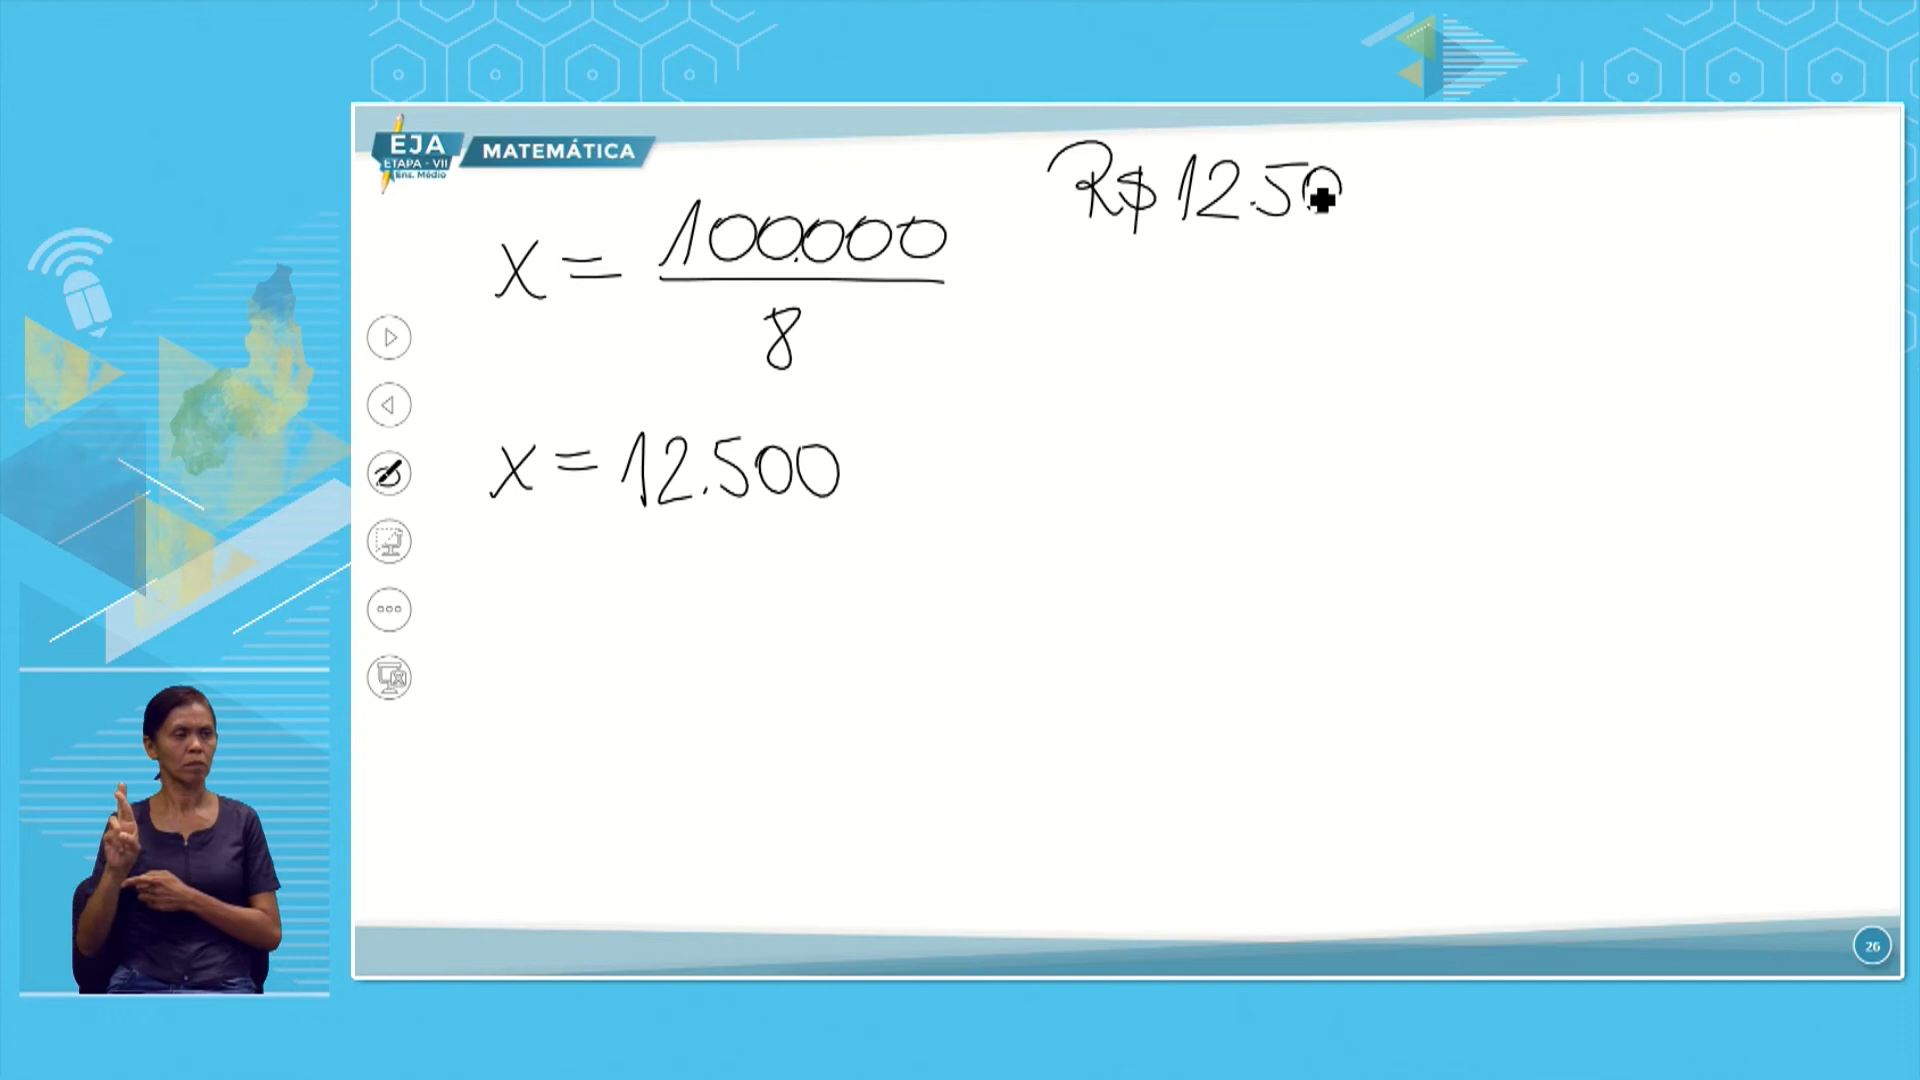 EJA
ETAPA - VII
Ens. Médio
MATEMÁTICA
R$ 12.50
x = 100.000
8
x = 12.500
26